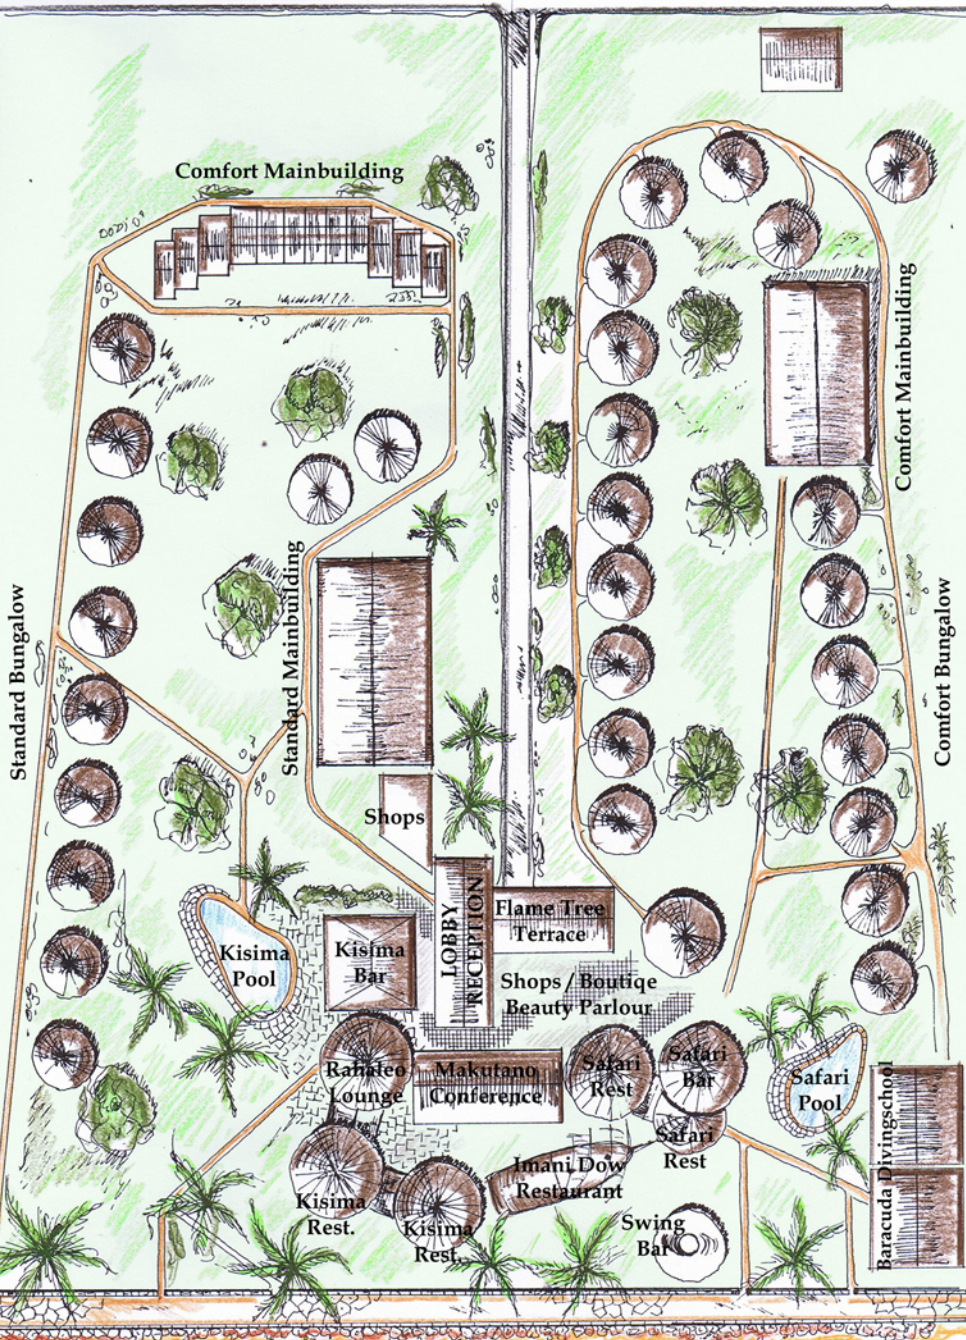 Comfort Mainbuilding
Comfort Mainbuilding
Standard Mainbuilding
Standard Bungalow
Comfort Bungalow
Shops
LOBBY
RECEPTION
Flame Tree
Terrace
Kisima
Pool
Kisima
Bar
Shops / Boutiqe
Beauty Parlour
Rahaleo
Lounge
Makutano
Conference
Safari
Rest
Safari
Bar
Safari
Pool
Safari
Rest
Imani Dow
Restaurant
Kisima
Rest.
Kisima
Rest.
Swing
Bar
Baracuda Divingschool